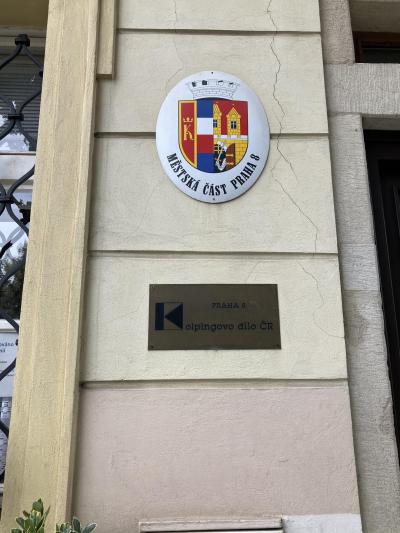 K
MĚSTSKÁ ČÁST PRAHA 8
PRAHA 8
Kolpingovo dílo ČR